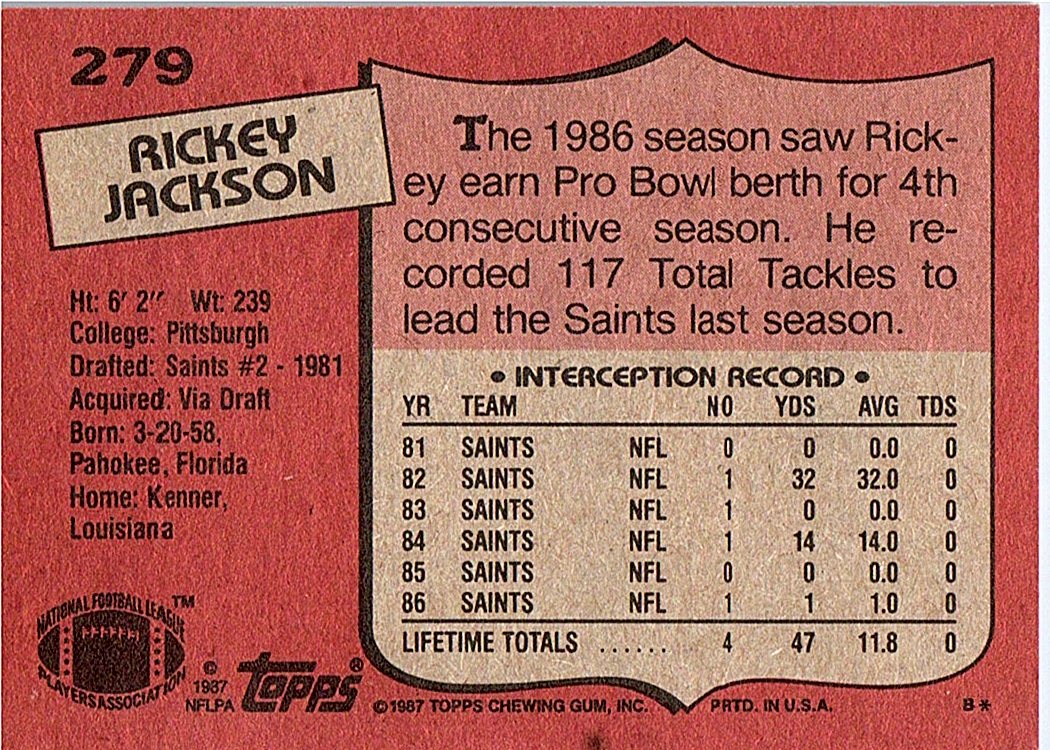 279
RICKEY
JACKSON
Ht: 6' 2" Wt: 239
College: Pittsburgh
Drafted: Saints #2 - 1981
Acquired: Via Draft
Born: 3-20-58,
Pahokee, Florida
Home: Kenner,
Louisiana
The 1986 season saw Rick-
ey earn Pro Bowl berth for 4th
consecutive season. He re-
corded 117 Total Tackles to
lead the Saints last season.
• INTERCEPTION RECORD •
YR TEAM NO YDS AVG TDS
81 SAINTS NFL 0 0 0.0 0
82 SAINTS NFL 1 32 32.0 0
83 SAINTS NFL 1 0 0.0 0
84 SAINTS NFL 1 14 14.0 0
85 SAINTS NFL 0 0 0.0 0
86 SAINTS NFL 1 1 1.0 0
LIFETIME TOTALS ...... 4 47 11.8 0
NATIONAL FOOTBALL LEAGUE ™
PLAYERS ASSOCIATION
© 1987
NFLPA
topps®
© 1987 TOPPS CHEWING GUM, INC. PRTD. IN U.S.A. B*